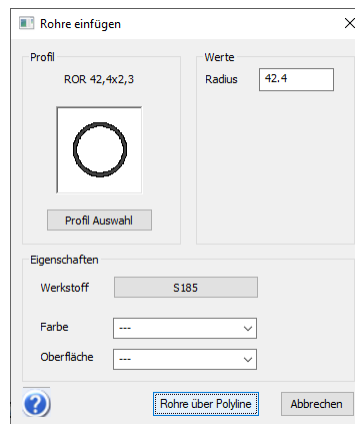 Rohre einfügen
Profil
ROR 42,4x2,3
Profil Auswahl
Werte
Radius 42.4
Eigenschaften
Werkstoff S185
Farbe ---
Oberfläche ---
? Rohre über Polyline Abbrechen